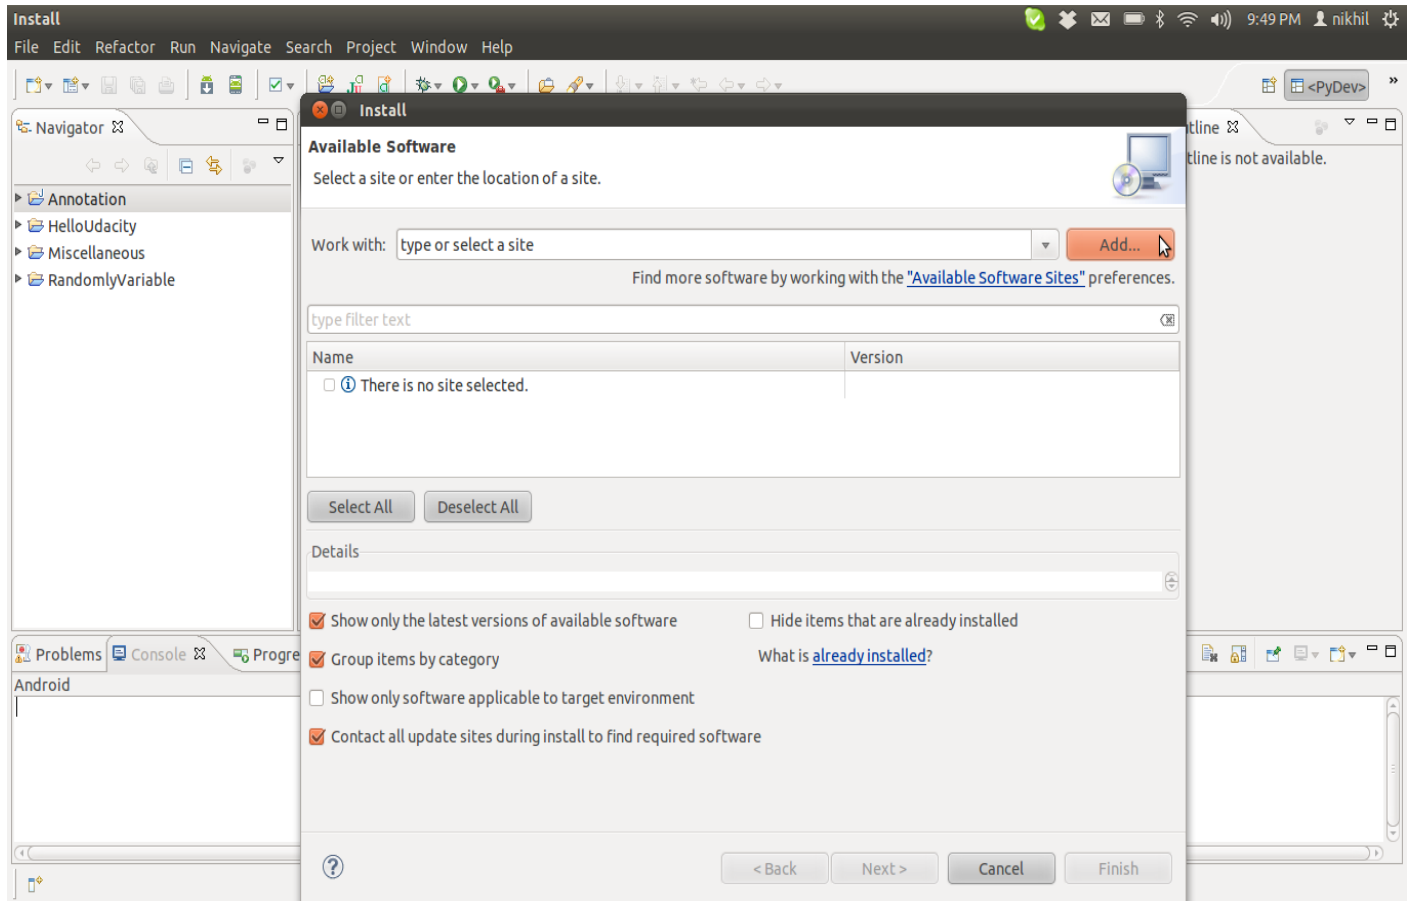 Install
9:49 PM nikhil
File Edit Refactor Run Navigate Search Project Window Help
<PyDev>
»
Navigator
Install
tline
Available Software
tline is not available.
Select a site or enter the location of a site.
Annotation
HelloUdacity
Miscellaneous
RandomlyVariable
Work with: type or select a site Add...
Find more software by working with the "Available Software Sites" preferences.
type filter text
Name Version
There is no site selected.
Select All Deselect All
Details
Show only the latest versions of available software Hide items that are already installed
Group items by category What is already installed?
Show only software applicable to target environment
Contact all update sites during install to find required software
Problems Console Progre
Android
? < Back Next > Cancel Finish